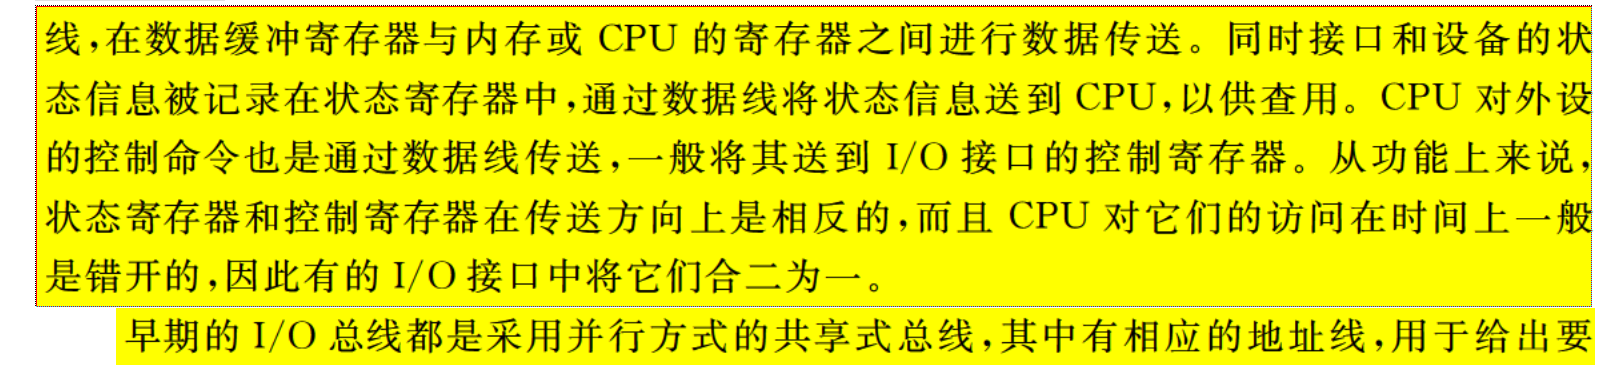 线,在数据缓冲寄存器与内存或 CPU 的寄存器之间进行数据传送。同时接口和设备的状
态信息被记录在状态寄存器中,通过数据线将状态信息送到 CPU,以供查用。CPU 对外设
的控制命令也是通过数据线传送,一般将其送到 I/O 接口的控制寄存器。从功能上来说,
状态寄存器和控制寄存器在传送方向上是相反的,而且 CPU 对它们的访问在时间上一般
是错开的,因此有的 I/O 接口中将它们合二为一。
早期的 I/O 总线都是采用并行方式的共享式总线,其中有相应的地址线,用于给出要